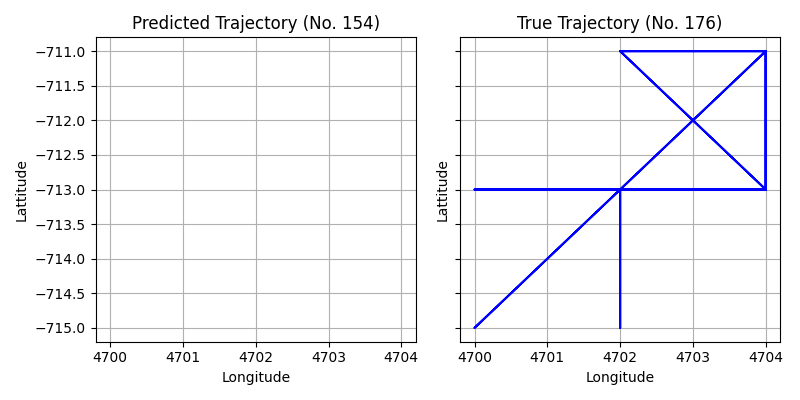 Predicted Trajectory (No. 154)
−711.0
−711.5
−712.0
−712.5
−713.0
−713.5
−714.0
−714.5
−715.0
Lattitude
4700 4701 4702 4703 4704
Longitude
True Trajectory (No. 176)
Lattitude
4700 4701 4702 4703 4704
Longitude